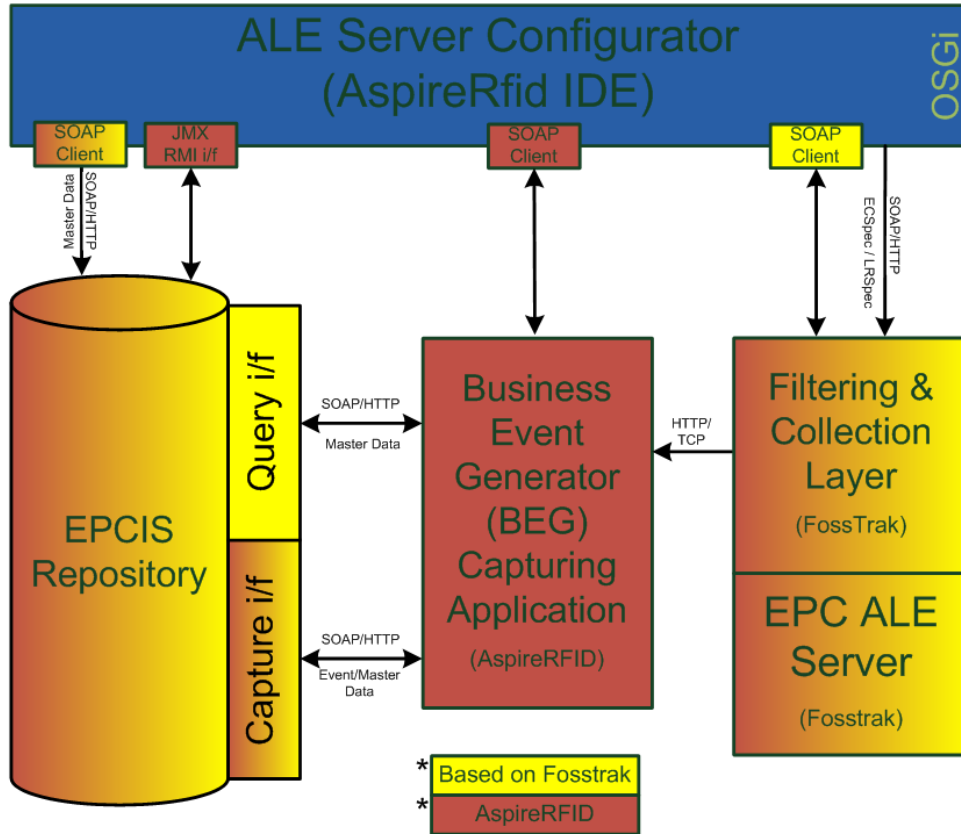 ALE Server Configurator
(AspireRfid IDE)
OSGi
SOAP
Client
JMX
RMI i/f
SOAP
Client
SOAP
Client
SOAP/HTTP
Master Data
SOAP/HTTP
ECSpec / LRSpec
EPCIS
Repository
Query i/f
Capture i/f
SOAP/HTTP
Master Data
SOAP/HTTP
Event/Master
Data
Business
Event
Generator
(BEG)
Capturing
Application
(AspireRFID)
HTTP/
TCP
Filtering &
Collection
Layer
(FossTrak)
EPC ALE
Server
(Fosstrak)
* Based on Fosstrak
* AspireRFID